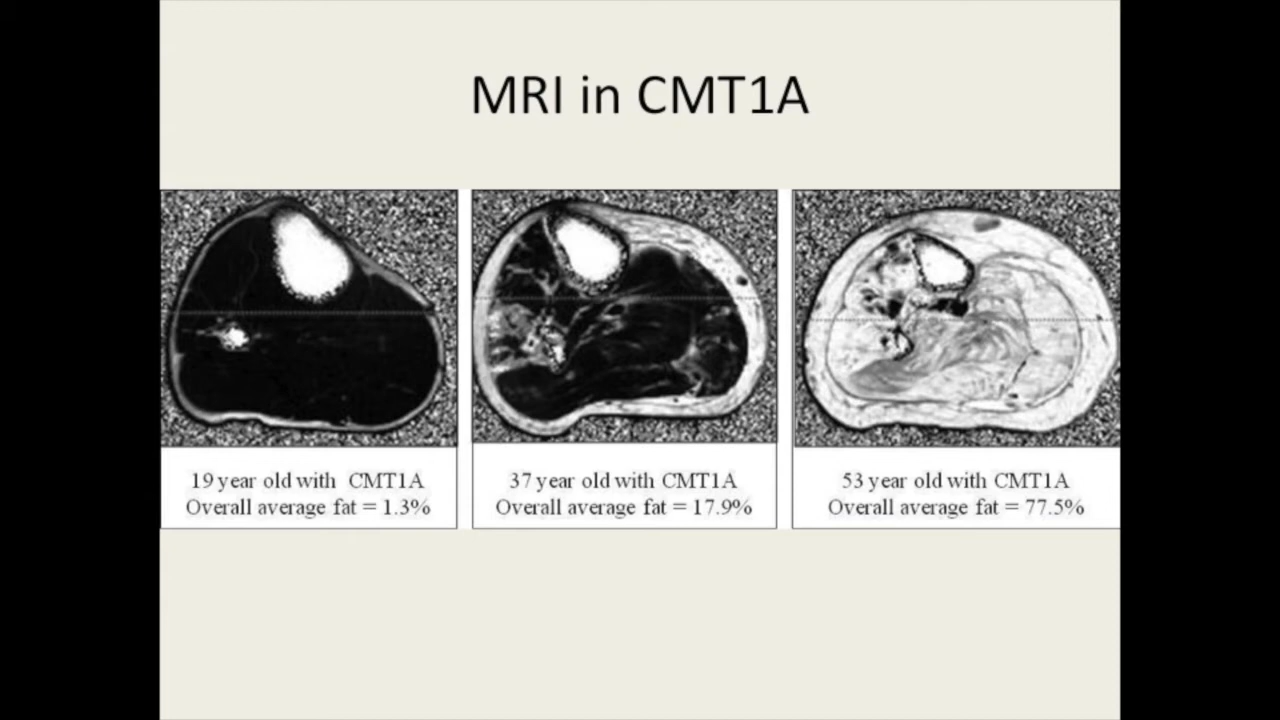 MRI in CMT1A
19 year old with CMT1A
Overall average fat = 1.3%
37 year old with CMT1A
Overall average fat = 17.9%
53 year old with CMT1A
Overall average fat = 77.5%